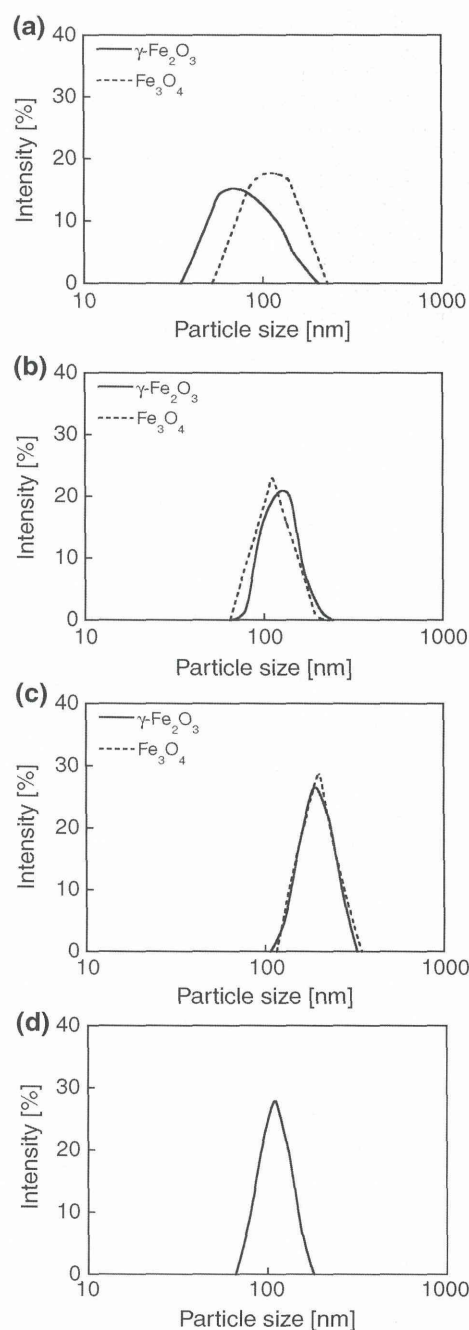 (a)
γ-Fe₂O₃
Fe₃O₄
40
30
20
10
0
Intensity [%]
10
100
1000
Particle size [nm]
(b)
γ-Fe₂O₃
Fe₃O₄
40
30
20
10
0
Intensity [%]
10
100
1000
Particle size [nm]
(c)
γ-Fe₂O₃
Fe₃O₄
40
30
20
10
0
Intensity [%]
10
100
1000
Particle size [nm]
(d)
40
30
20
10
0
Intensity [%]
10
100
1000
Particle size [nm]